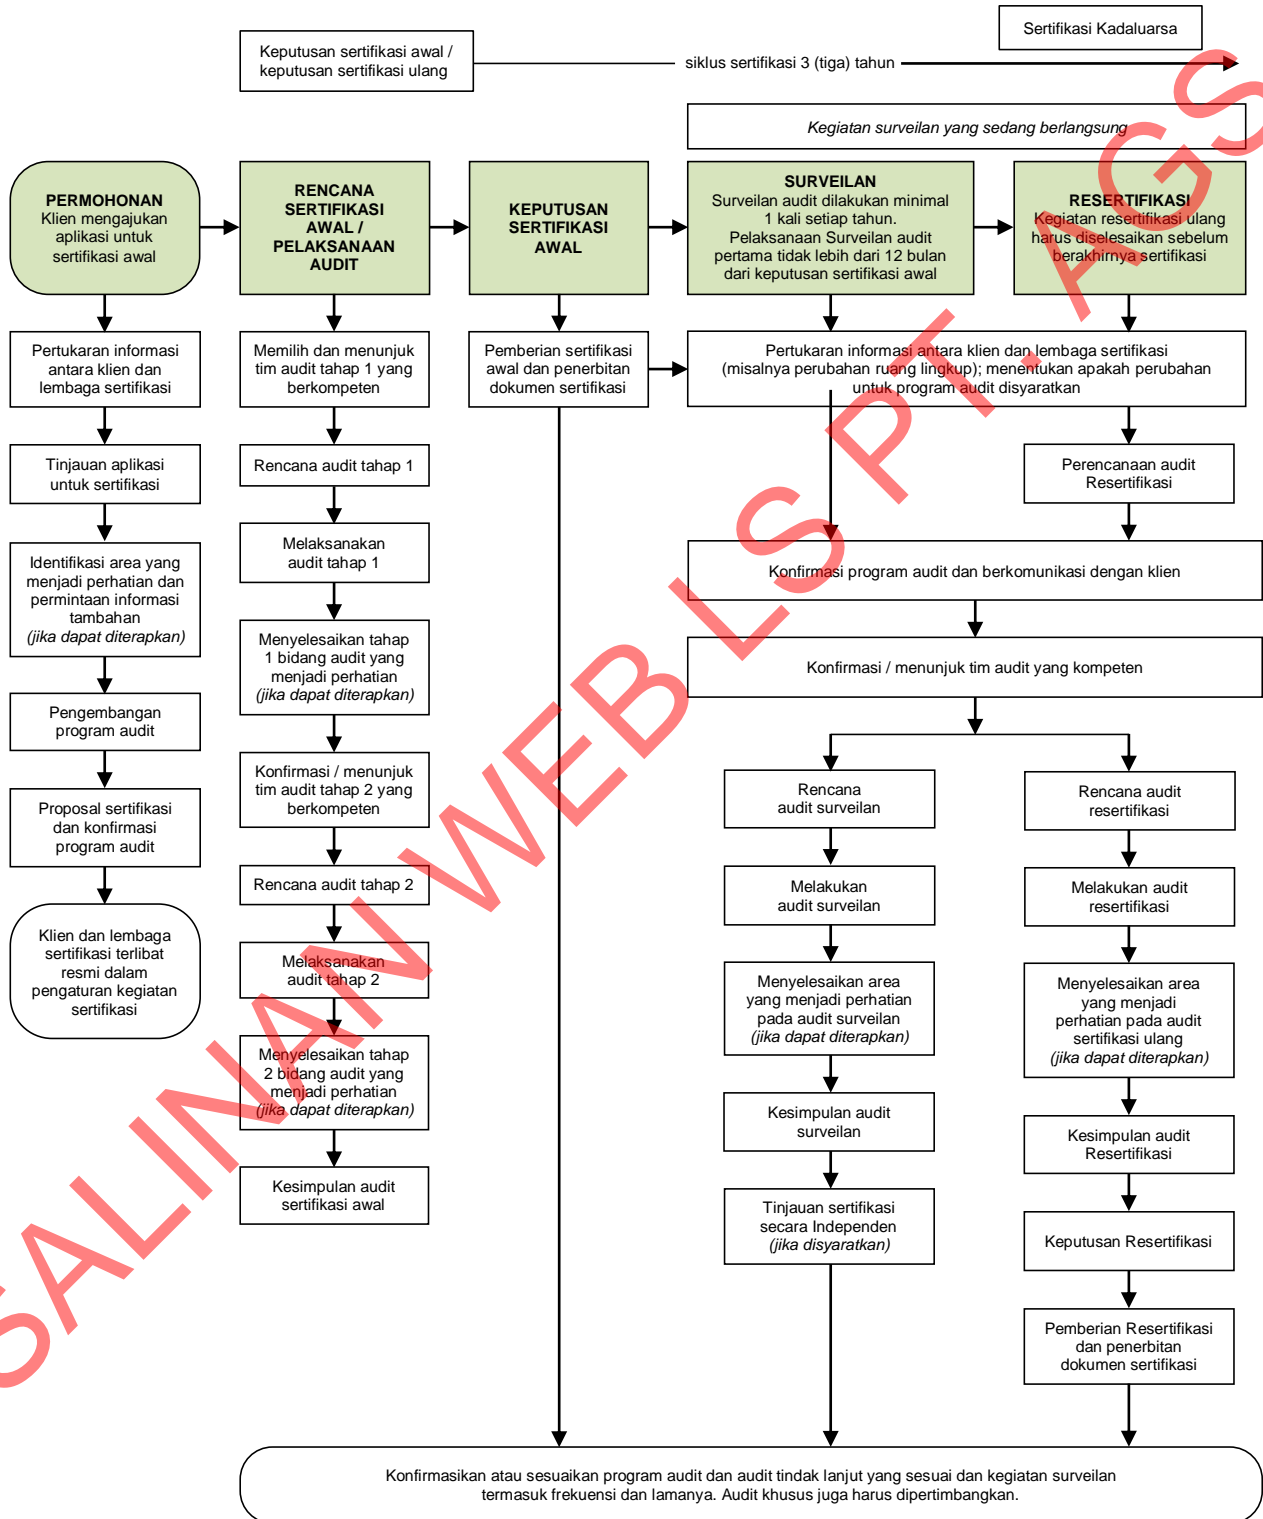 Sertifikasi Kadaluarsa
Keputusan sertifikasi awal /
keputusan sertifikasi ulang
siklus sertifikasi 3 (tiga) tahun
Kegiatan surveilan yang sedang berlangsung
PERMOHONAN
Klien mengajukan
aplikasi untuk
sertifikasi awal
RENCANA
SERTIFIKASI
AWAL /
PELAKSANAAN
AUDIT
KEPUTUSAN
SERTIFIKASI
AWAL
SURVEILAN
Surveilan audit dilakukan minimal
1 kali setiap tahun.
Pelaksanaan Surveilan audit
pertama tidak lebih dari 12 bulan
dari keputusan sertifikasi awal
RESERTIFIKASI
Kegiatan resertifikasi ulang
harus diselesaikan sebelum
berakhirnya sertifikasi
Pertukaran informasi
antara klien dan
lembaga sertifikasi
Tinjauan aplikasi
untuk sertifikasi
Identifikasi area yang
menjadi perhatian dan
permintaan informasi
tambahan
(jika dapat diterapkan)
Pengembangan
program audit
Proposal sertifikasi
dan konfirmasi
program audit
Klien dan lembaga
sertifikasi terlibat
resmi dalam
pengaturan kegiatan
sertifikasi
Memilih dan menunjuk
tim audit tahap 1 yang
berkompeten
Rencana audit tahap 1
Melaksanakan
audit tahap 1
Menyelesaikan tahap
1 bidang audit yang
menjadi perhatian
(jika dapat diterapkan)
Konfirmasi / menunjuk
tim audit tahap 2 yang
berkompeten
Rencana audit tahap 2
Melaksanakan
audit tahap 2
Menyelesaikan tahap
2 bidang audit yang
menjadi perhatian
(jika dapat diterapkan)
Kesimpulan audit
sertifikasi awal
Pemberian sertifikasi
awal dan penerbitan
dokumen sertifikasi
Pertukaran informasi antara klien dan lembaga sertifikasi
(misalnya perubahan ruang lingkup); menentukan apakah perubahan
untuk program audit disyaratkan
Perencanaan audit
Resertifikasi
Konfirmasi program audit dan berkomunikasi dengan klien
Konfirmasi / menunjuk tim audit yang kompeten
Rencana
audit surveilan
Melakukan
audit surveilan
Menyelesaikan area
yang menjadi perhatian
pada audit surveilan
(jika dapat diterapkan)
Kesimpulan audit
surveilan
Tinjauan sertifikasi
secara Independen
(jika disyaratkan)
Rencana audit
resertifikasi
Melakukan audit
resertifikasi
Menyelesaikan area
yang menjadi
perhatian pada audit
sertifikasi ulang
(jika dapat diterapkan)
Kesimpulan audit
Resertifikasi
Keputusan Resertifikasi
Pemberian Resertifikasi
dan penerbitan
dokumen sertifikasi
Konfirmasikan atau sesuaikan program audit dan audit tindak lanjut yang sesuai dan kegiatan surveilan
termasuk frekuensi dan lamanya. Audit khusus juga harus dipertimbangkan.
SALINAN WEB LS PT. AGS